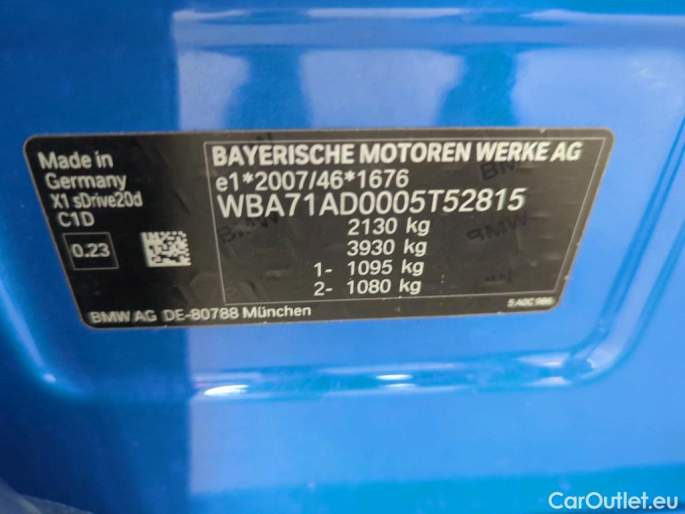 Made in
Germany
X1 sDrive20d
C1D
0.23
BAYERISCHE MOTOREN WERKE AG
e1*2007/46*1676
WBA71AD0005T52815
2130 kg
3930 kg
1- 1095 kg
2- 1080 kg
BMW AG DE-80788 München
CarOutlet.eu